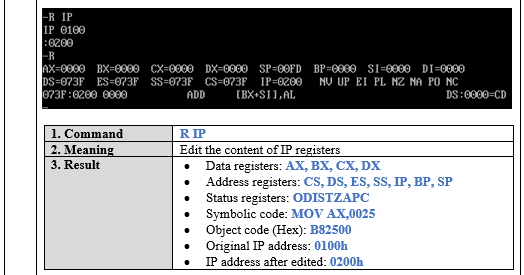 -R IP
IP 0100
:0200
-R
AX=0000 BX=0000 CX=0000 DX=0000 SP=00FD BP=0000 SI=0000 DI=0000
DS=073F ES=073F SS=073F CS=073F IP=0200 NV UP EI PL NZ NA PO NC
073F:0200 0000 ADD [BX+SI],AL DS:0000=CD
-
1. Command R IP
2. Meaning Edit the content of IP registers
3. Result • Data registers: AX, BX, CX, DX
• Address registers: CS, DS, ES, SS, IP, BP, SP
• Status registers: ODISTZAPC
• Symbolic code: MOV AX,0025
• Object code (Hex): B82500
• Original IP address: 0100h
• IP address after edited: 0200h